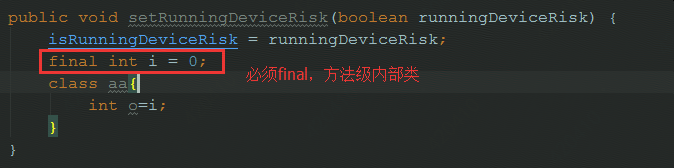 public void setRunningDeviceRisk(boolean runningDeviceRisk) {
isRunningDeviceRisk = runningDeviceRisk;
final int i = 0;
class aa{
必须final，方法级内部类
int o=i;
}
}